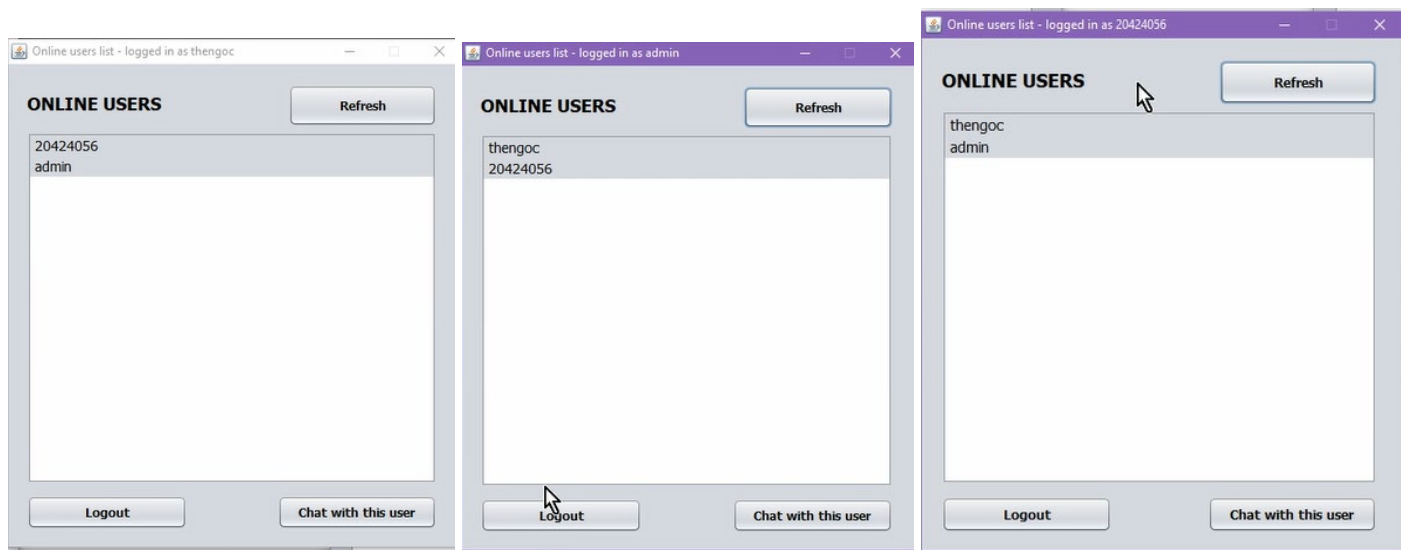 Online users list - logged in as thengoc
ONLINE USERS
Refresh
20424056
admin
Logout
Chat with this user
Online users list - logged in as admin
ONLINE USERS
Refresh
thengoc
20424056
Logout
Chat with this user
Online users list - logged in as 20424056
ONLINE USERS
Refresh
thengoc
admin
Logout
Chat with this user